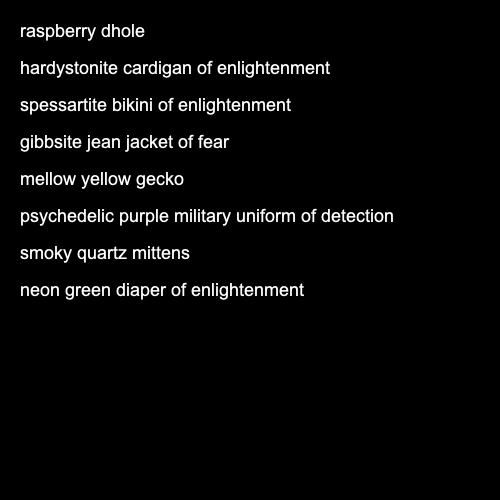 raspberry dhole
hardystonite cardigan of enlightenment
spessartite bikini of enlightenment
gibbsite jean jacket of fear
mellow yellow gecko
psychedelic purple military uniform of detection
smoky quartz mittens
neon green diaper of enlightenment